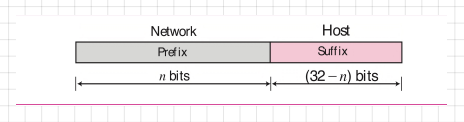 Network Host
Prefix Suffix
n bits (32 – n) bits